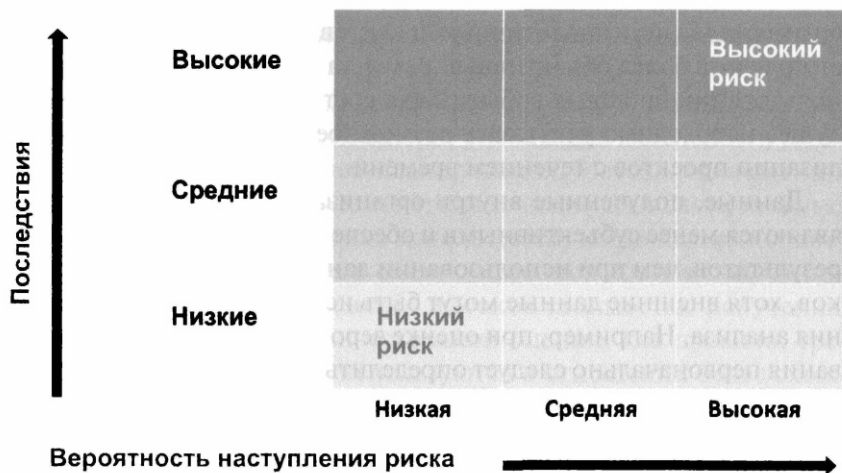 Последствия
Высокие
Высокий
риск
Средние
Низкие
Низкий
риск
Низкая Средняя Высокая
Вероятность наступления риска